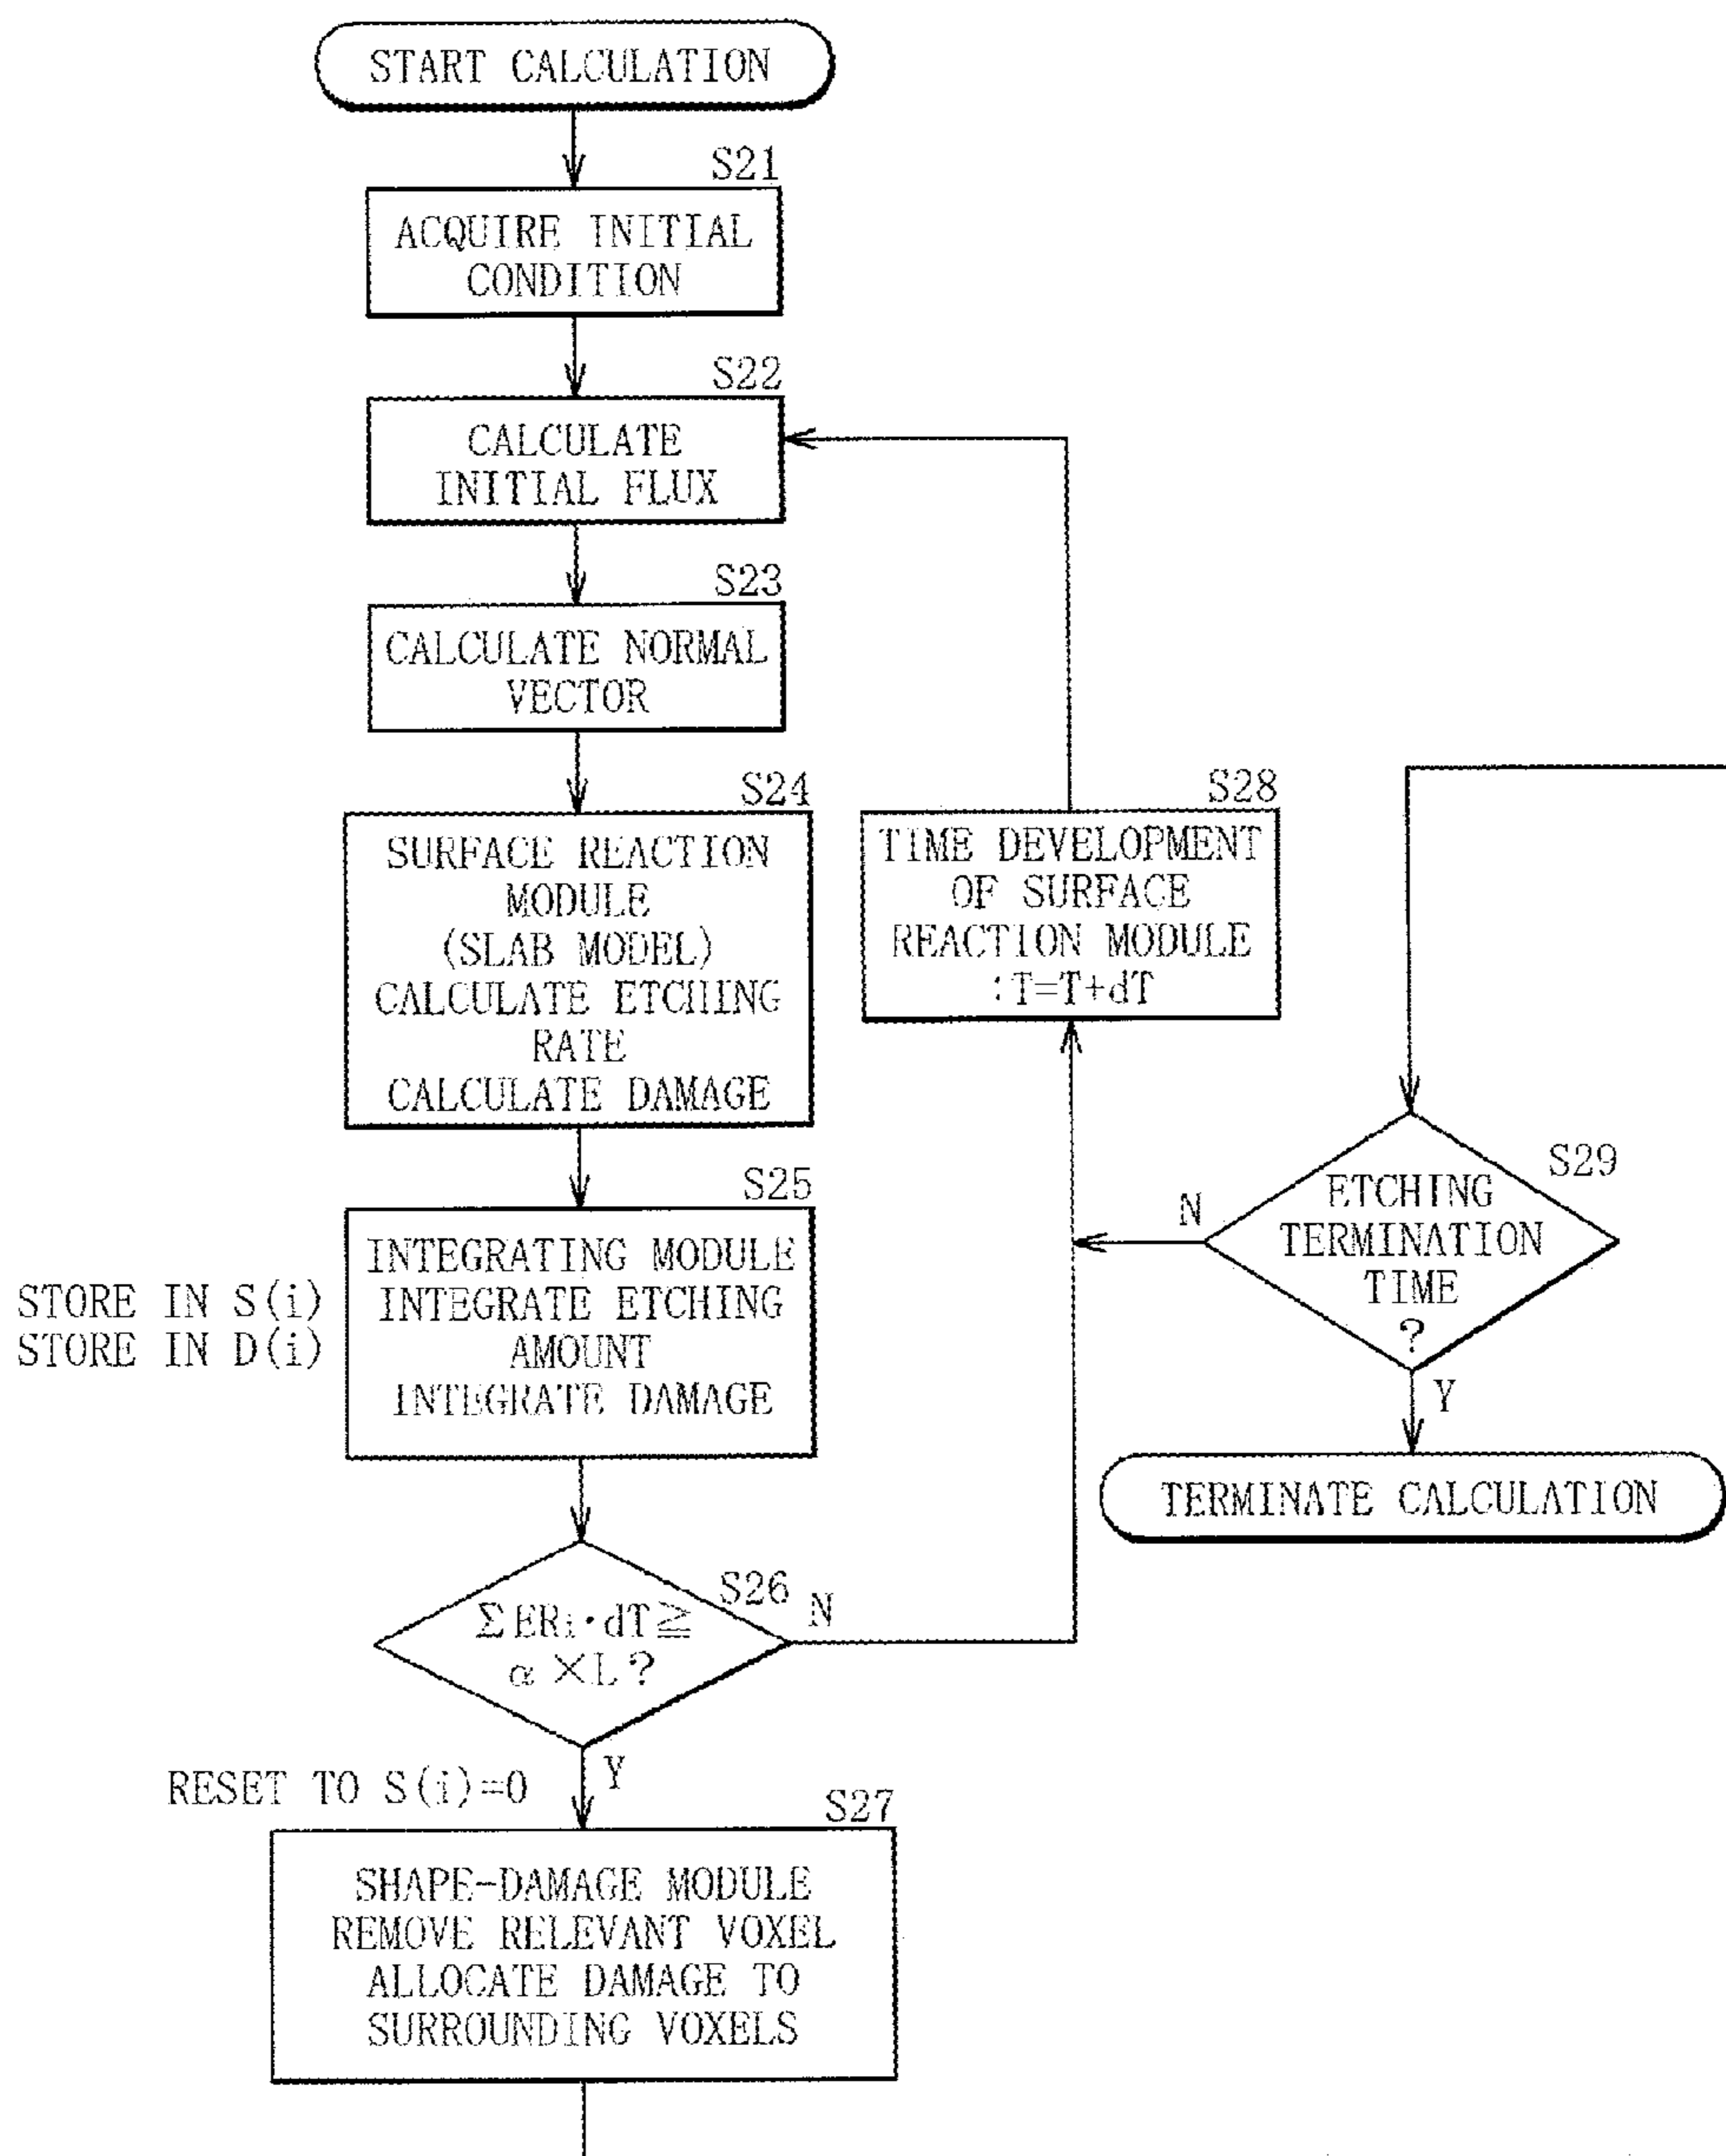 START CALCULATION
S21
ACQUIRE INITIAL
CONDITION
S22
CALCULATE
INITIAL FLUX
S23
CALCULATE NORMAL
VECTOR
S24
SURFACE REACTION
MODULE
(SLAB MODEL)
CALCULATE ETCHING
RATE
CALCULATE DAMAGE
S25
INTEGRATING MODULE
INTEGRATE ETCHING
AMOUNT
INTEGRATE DAMAGE
STORE IN S(i)
STORE IN D(i)
S26
ΣERi·dT≧
α×L?
N
Y
RESET TO S(i)=0
S27
SHAPE-DAMAGE MODULE
REMOVE RELEVANT VOXEL
ALLOCATE DAMAGE TO
SURROUNDING VOXELS
S28
TIME DEVELOPMENT
OF SURFACE
REACTION MODULE
:T=T+dT
S29
ETCHING
TERMINATION
TIME
?
N
Y
TERMINATE CALCULATION